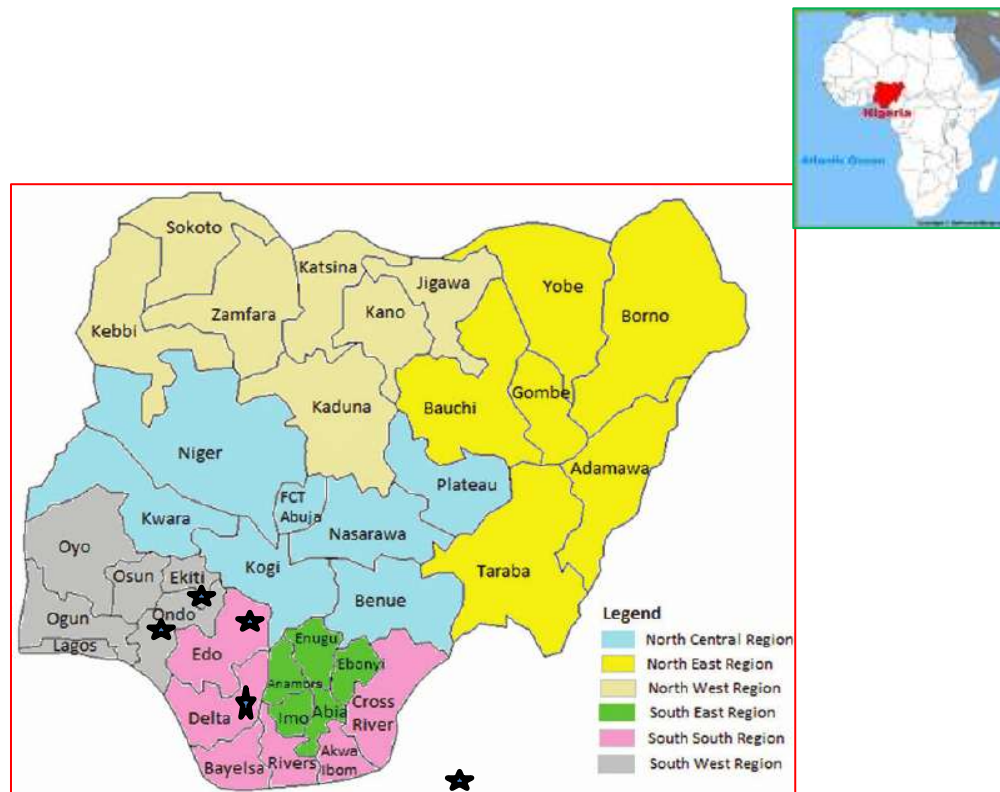 Nigeria
Atlantic Ocean
Sokoto
Katsina
Jigawa
Yobe
Zamfara
Kano
Borno
Kebbi
Kaduna
Bauchi
Gombe
Niger
Adamawa
Plateau
FCT
Abuja
Kwara
Nasarawa
Oyo
Kogi
Taraba
Osun
Ekiti
Benue
Ogun
Ondo
Lagos
Enugu
Edo
Ebonyi
Anambra
Cross
River
Delta
Imo
Abia
Bayelsa
Rivers
Akwa
Ibom
Legend
North Central Region
North East Region
North West Region
South East Region
South South Region
South West Region